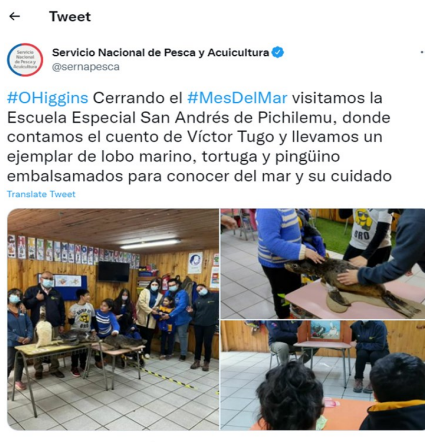 Tweet
Servicio Nacional de Pesca y Acuicultura
@sernapesca
#OHiggins Cerrando el #MesDelMar visitamos la
Escuela Especial San Andrés de Pichilemu, donde
contamos el cuento de Víctor Tugo y llevamos un
ejemplar de lobo marino, tortuga y pingüino
embalsamados para conocer del mar y su cuidado
Translate Tweet